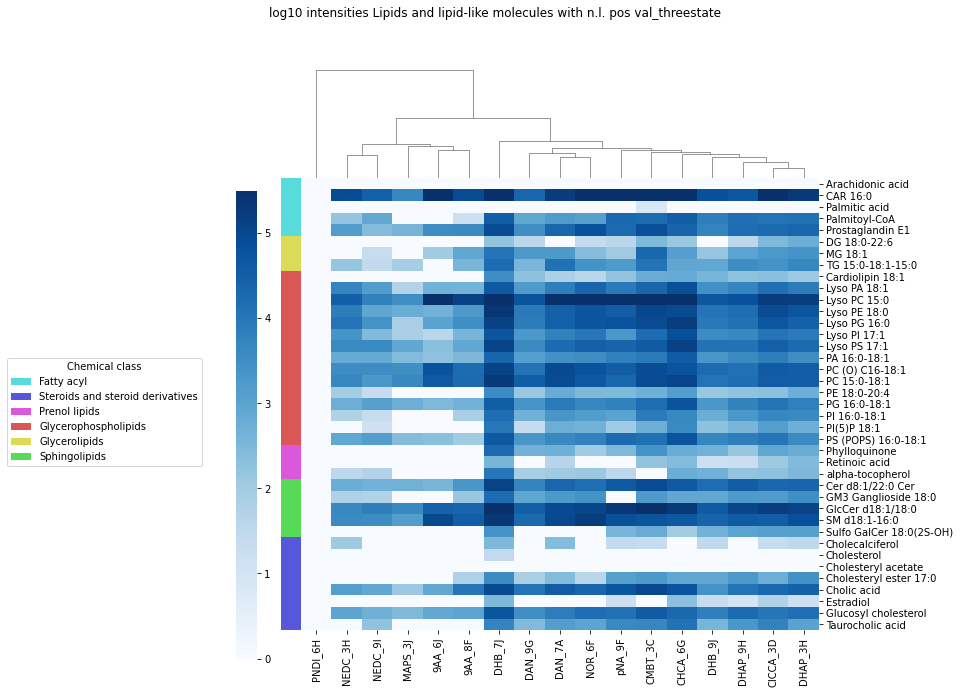 log10 intensities Lipids and lipid-like molecules with n.l. pos val_threestate
Chemical class
Fatty acyl
Steroids and steroid derivatives
Prenol lipids
Glycerophospholipids
Glycerolipids
Sphingolipids
5
4
3
2
1
0
Arachidonic acid
CAR 16:0
Palmitic acid
Palmitoyl-CoA
Prostaglandin E1
DG 18:0-22:6
MG 18:1
TG 15:0-18:1-15:0
Cardiolipin 18:1
Lyso PA 18:1
Lyso PC 15:0
Lyso PE 18:0
Lyso PG 16:0
Lyso PI 17:1
Lyso PS 17:1
PA 16:0-18:1
PC (O) C16-18:1
PC 15:0-18:1
PE 18:0-20:4
PG 16:0-18:1
PI 16:0-18:1
PI(5)P 18:1
PS (POPS) 16:0-18:1
Phylloquinone
Retinoic acid
alpha-tocopherol
Cer d8:1/22:0 Cer
GM3 Ganglioside 18:0
GlcCer d18:1/18:0
SM d18:1-16:0
Sulfo GalCer 18:0(2S-OH)
Cholecalciferol
Cholesterol
Cholesteryl acetate
Cholesteryl ester 17:0
Cholic acid
Estradiol
Glucosyl cholesterol
Taurocholic acid
PNDI_6H
NEDC_3H
NEDC_9I
MAPS_3J
9AA_6J
9AA_8F
DHB_7J
DAN_9G
DAN_7A
NOR_6F
pNA_9F
CMBT_3C
CHCA_6G
DHB_9J
DHAP_9H
ClCCA_3D
DHAP_3H